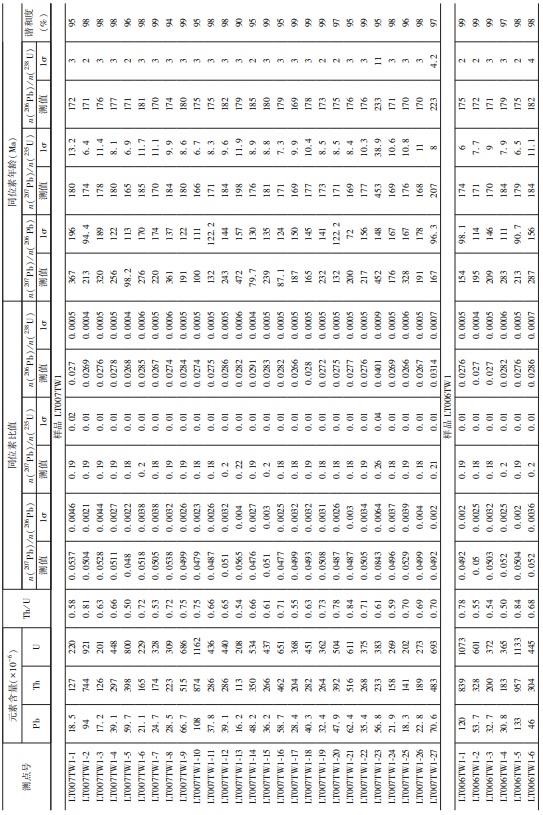 测点号 元素含量(×10⁻⁶) Th/U 同位素比值 同位素年龄(Ma) 谐和度(%)
n(²⁰⁷Pb)/n(²⁰⁶Pb) n(²⁰⁷Pb)/n(²³⁵U) n(²⁰⁶Pb)/n(²³⁸U) n(²⁰⁷Pb)/n(²⁰⁶Pb) n(²⁰⁷Pb)/n(²³⁵U) n(²⁰⁶Pb)/n(²³⁸U)
Pb Th U 测值 1σ 测值 1σ 测值 1σ 测值 1σ 测值 1σ 测值 1σ
样品 LT007TW1
LT007TW1-1 18.5 127 220 0.58 0.0537 0.0046 0.19 0.02 0.027 0.0005 367 196 180 13.2 172 3 95
LT007TW1-2 94 744 921 0.81 0.0504 0.0021 0.19 0.01 0.0269 0.0004 213 94.4 174 6.4 171 2 98
LT007TW1-3 17.2 126 201 0.63 0.0528 0.0044 0.19 0.01 0.0276 0.0005 320 189 178 11.4 176 3 98
LT007TW1-4 39.1 297 448 0.66 0.0511 0.0027 0.19 0.01 0.0278 0.0005 256 122 180 8.1 177 3 98
LT007TW1-5 59.7 398 800 0.50 0.048 0.0022 0.18 0.01 0.0268 0.0004 98.2 113 165 6.9 171 2 96
LT007TW1-6 21.1 165 229 0.72 0.0518 0.0038 0.2 0.01 0.0285 0.0006 276 170 185 11.7 181 3 98
LT007TW1-7 24.7 174 328 0.53 0.0505 0.0038 0.18 0.01 0.0267 0.0005 220 174 170 11.1 170 3 99
LT007TW1-8 28.5 223 309 0.72 0.0538 0.0032 0.19 0.01 0.0274 0.0006 361 137 184 9.9 174 3 94
LT007TW1-9 66.7 515 686 0.75 0.0499 0.0026 0.19 0.01 0.0284 0.0005 191 122 180 8.6 180 3 99
LT007TW1-10 108 874 1162 0.75 0.0479 0.0023 0.18 0.01 0.0274 0.0005 100 111 166 6.7 175 3 95
LT007TW1-11 37.8 286 436 0.66 0.0487 0.0026 0.18 0.01 0.0275 0.0005 132 122.2 171 8.3 175 3 98
LT007TW1-12 39.1 286 440 0.65 0.051 0.0032 0.2 0.01 0.0286 0.0005 243 144 184 9.6 182 3 98
LT007TW1-13 16.2 113 208 0.54 0.0565 0.004 0.22 0.01 0.0282 0.0006 472 157 198 11.9 179 3 90
LT007TW1-14 48.2 350 534 0.66 0.0476 0.0027 0.19 0.01 0.0291 0.0004 79.7 130 176 8.9 185 2 95
LT007TW1-15 36.2 266 437 0.61 0.051 0.003 0.2 0.01 0.0283 0.0005 239 135 181 9.8 180 3 99
LT007TW1-16 58.7 462 651 0.71 0.0477 0.0025 0.18 0.01 0.0282 0.0005 87.1 124 171 7.3 179 3 95
LT007TW1-17 28.4 204 368 0.55 0.0499 0.0032 0.18 0.01 0.0266 0.0005 187 150 169 9.9 169 3 99
LT007TW1-18 40.3 282 451 0.63 0.0493 0.0032 0.18 0.01 0.028 0.0005 165 145 177 10.4 178 3 99
LT007TW1-19 32.4 264 362 0.73 0.0508 0.0031 0.19 0.01 0.0272 0.0004 232 141 173 8.5 173 2 99
LT007TW1-20 47.9 392 504 0.78 0.0487 0.0026 0.18 0.01 0.0275 0.0005 132 122.2 171 8.5 175 2 97
LT007TW1-21 62.4 516 611 0.84 0.0487 0.003 0.18 0.01 0.0277 0.0005 200 72 169 8.4 176 3 95
LT007TW1-22 35.4 268 375 0.71 0.0505 0.0034 0.19 0.01 0.0276 0.0005 217 156 177 10.3 176 3 99
LT007TW1-23 56.8 233 383 0.61 0.0843 0.0064 0.26 0.04 0.0401 0.0009 452 148 453 38.9 233 11 95
LT007TW1-24 21.9 158 269 0.59 0.0496 0.0037 0.18 0.01 0.0269 0.0005 176 167 169 10.6 171 3 98
LT007TW1-25 18.3 141 202 0.70 0.0529 0.0039 0.19 0.01 0.0266 0.0006 328 167 176 10.8 170 3 96
LT007TW1-26 22.8 189 273 0.69 0.0499 0.004 0.18 0.01 0.0267 0.0005 191 178 168 11 170 3 98
LT007TW1-27 70.6 483 693 0.70 0.0492 0.002 0.21 0.01 0.0314 0.0007 167 96.3 207 8 223 4.2 97
样品 LT006TW1
LT006TW1-1 120 839 1073 0.78 0.0492 0.002 0.19 0.01 0.0276 0.0005 154 98.1 174 6 175 2 99
LT006TW1-2 53.7 328 601 0.55 0.05 0.0025 0.18 0.01 0.027 0.0004 195 114 171 7.7 172 2 99
LT006TW1-3 32.7 200 372 0.54 0.0503 0.0032 0.18 0.01 0.027 0.0005 209 146 170 9 171 3 99
LT006TW1-4 30.8 183 365 0.50 0.052 0.0025 0.2 0.01 0.0282 0.0006 283 111 184 7.9 179 3 97
LT006TW1-5 133 957 1133 0.84 0.0504 0.002 0.19 0.01 0.0276 0.0005 213 90.7 179 6.5 175 2 98
LT006TW1-6 46 304 445 0.68 0.052 0.0036 0.2 0.01 0.0286 0.0007 287 156 184 11.1 182 4 98